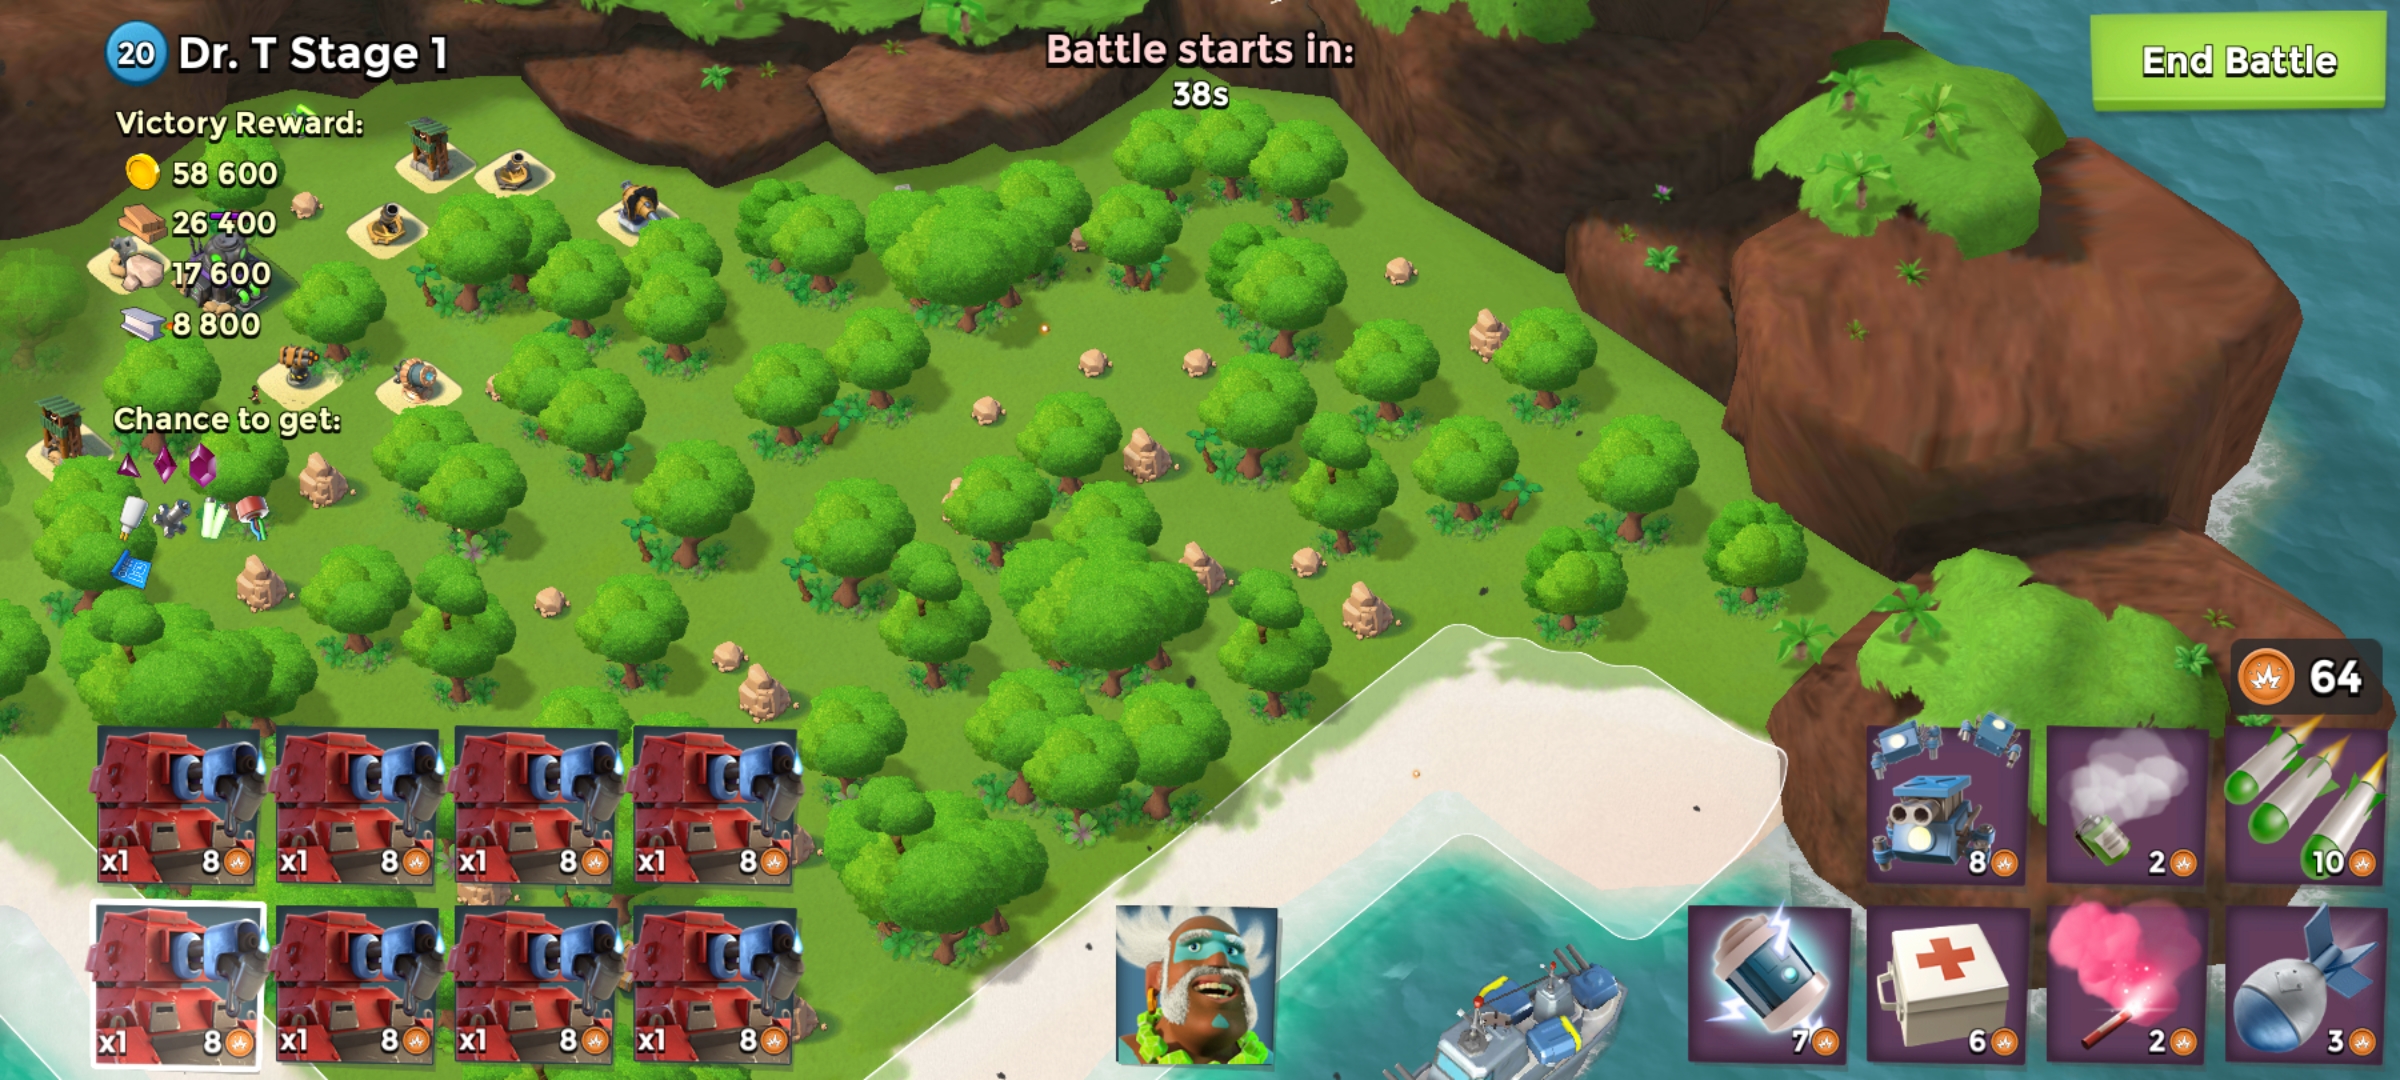 20 Dr. T Stage 1
Battle starts in:
38s
End Battle
Victory Reward:
58 600
26 400
17 600
8 800
Chance to get:
64
x1 8 x1 8 x1 8 x1 8
8 2 10
x1 8 x1 8 x1 8 x1 8
7 6 2 3